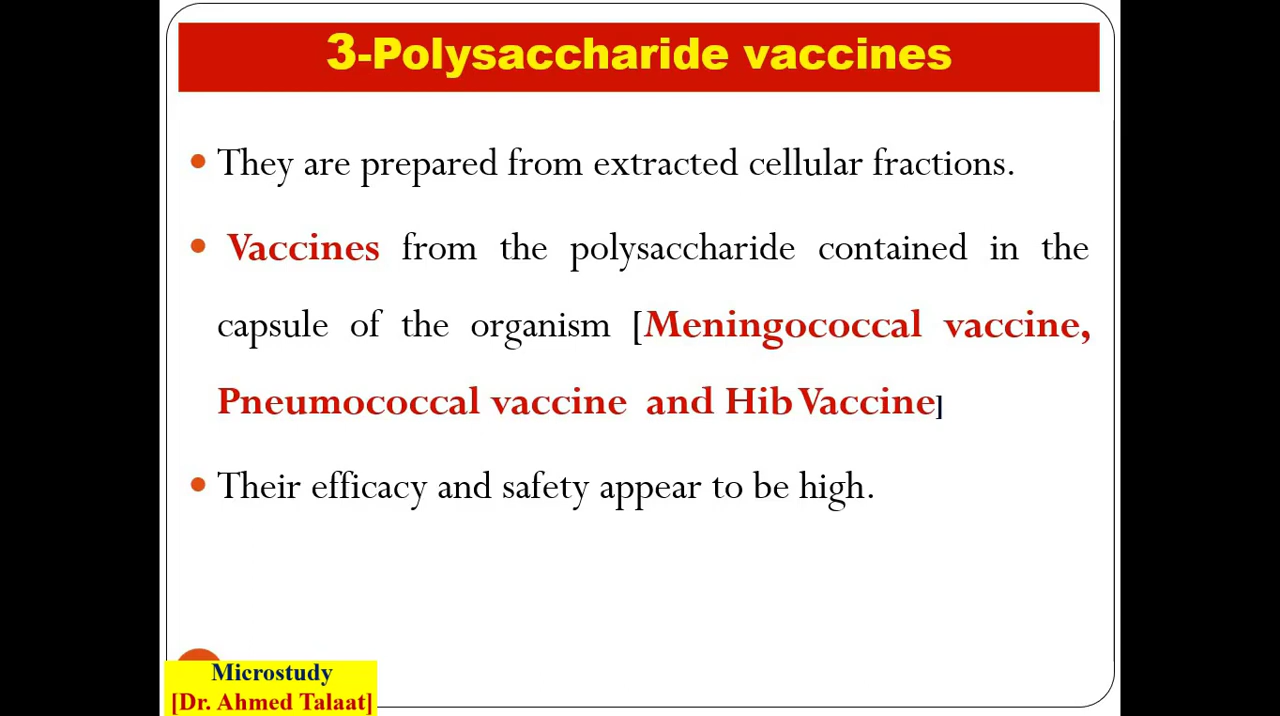 3-Polysaccharide vaccines
• They are prepared from extracted cellular fractions.
• Vaccines from the polysaccharide contained in the
capsule of the organism [Meningococcal vaccine,
Pneumococcal vaccine and Hib Vaccine]
• Their efficacy and safety appear to be high.
Microstudy
[Dr. Ahmed Talaat]